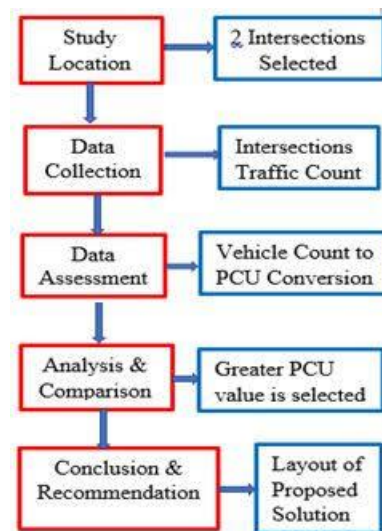 Study
Location
2 Intersections
Selected
Data
Collection
Intersections
Traffic Count
Data
Assessment
Vehicle Count to
PCU Conversion
Analysis &
Comparison
Greater PCU
value is selected
Conclusion &
Recommendation
Layout of
Proposed
Solution